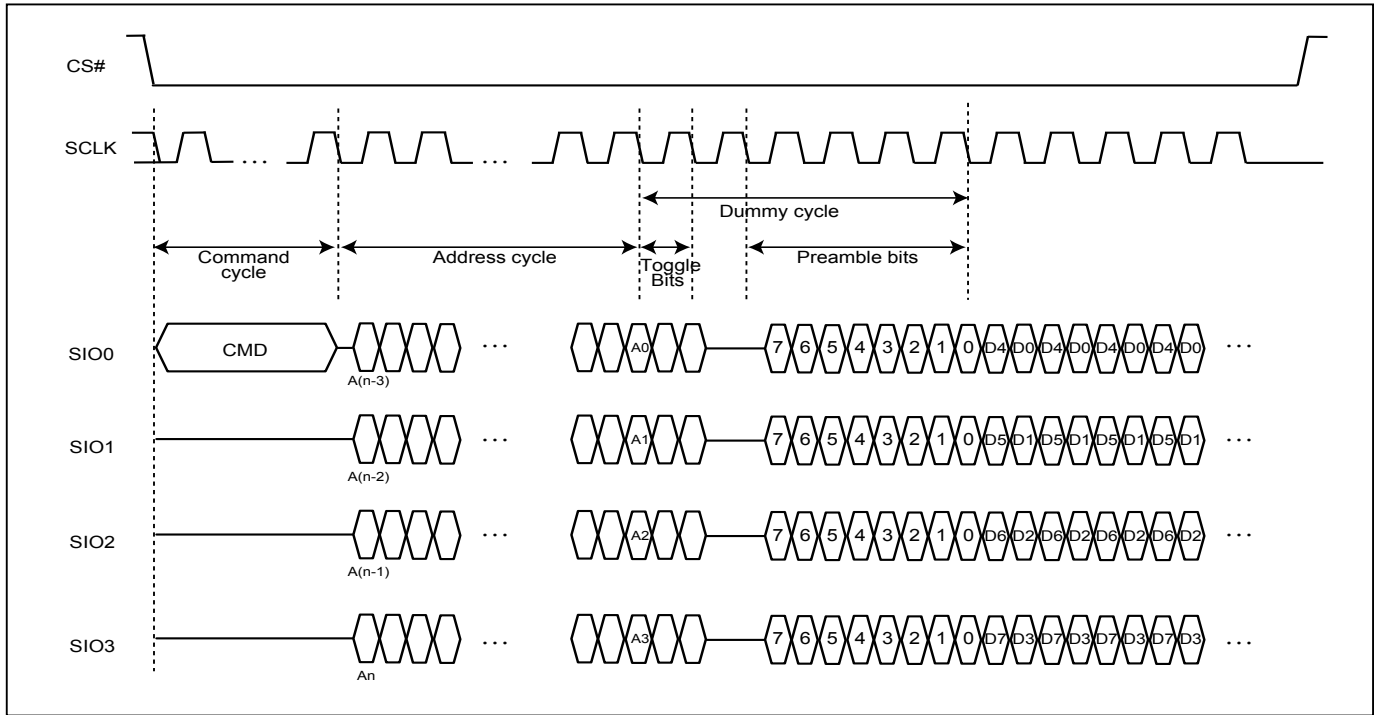 CS#
SCLK ... ...
Dummy cycle
Command cycle
Address cycle
Toggle Bits
Preamble bits
SIO0 CMD ... A0 7 6 5 4 3 2 1 0 D4 D0 D4 D0 D4 D0 D4 D0 ...
A(n-3)
SIO1 ... A1 7 6 5 4 3 2 1 0 D5 D1 D5 D1 D5 D1 D5 D1 ...
A(n-2)
SIO2 ... A2 7 6 5 4 3 2 1 0 D6 D2 D6 D2 D6 D2 D6 D2 ...
A(n-1)
SIO3 ... A3 7 6 5 4 3 2 1 0 D7 D3 D7 D3 D7 D3 D7 D3 ...
An